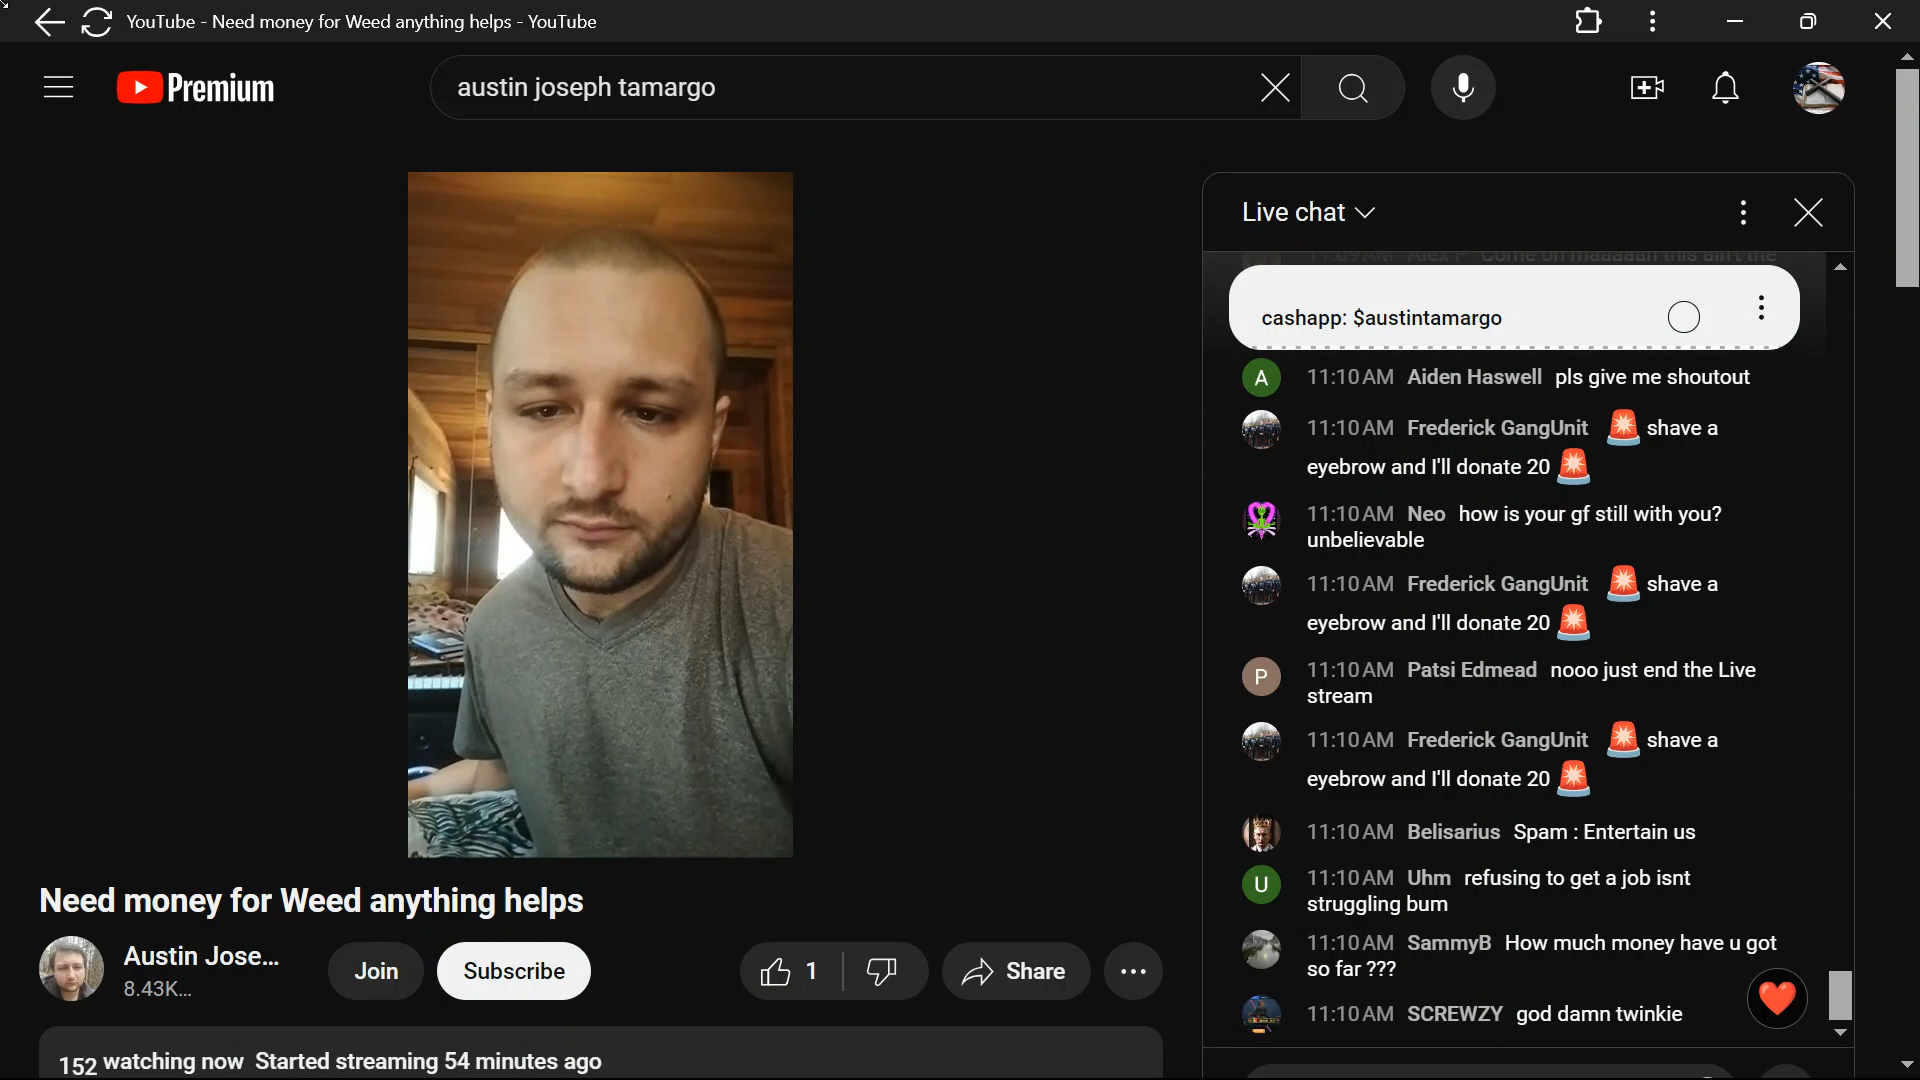 YouTube - Need money for Weed anything helps - YouTube
Premium
austin joseph tamargo
Need money for Weed anything helps
Austin Jose...
8.43K...
Join
Subscribe
1
Share
152 watching now Started streaming 54 minutes ago
Live chat
cashapp: $austintamargo
A 11:10 AM Aiden Haswell pls give me shoutout
11:10 AM Frederick GangUnit 🚨 shave a
eyebrow and I'll donate 20 🚨
11:10 AM Neo how is your gf still with you?
unbelievable
11:10 AM Frederick GangUnit 🚨 shave a
eyebrow and I'll donate 20 🚨
P 11:10 AM Patsi Edmead nooo just end the Live
stream
11:10 AM Frederick GangUnit 🚨 shave a
eyebrow and I'll donate 20 🚨
11:10 AM Belisarius Spam : Entertain us
U 11:10 AM Uhm refusing to get a job isnt
struggling bum
11:10 AM SammyB How much money have u got
so far ???
11:10 AM SCREWZY god damn twinkie